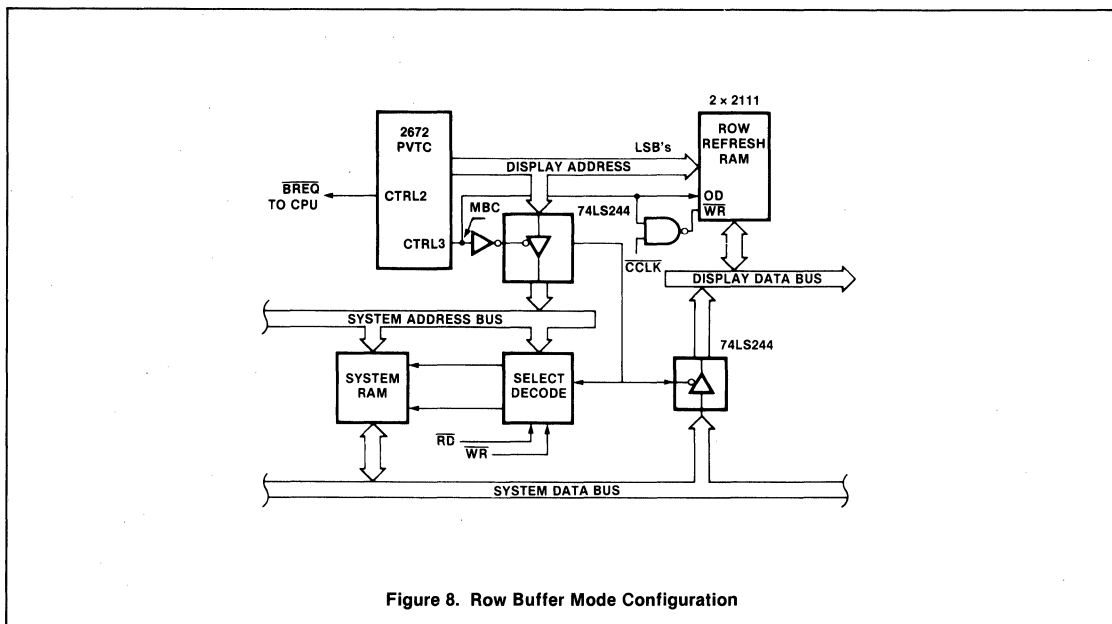 2 × 2111
2672
PVTC
ROW
REFRESH
RAM
LSB's
DISPLAY ADDRESS
BREQ
TO CPU
CTRL2
OD
WR
MBC
74LS244
CTRL3
CCLK
DISPLAY DATA BUS
SYSTEM ADDRESS BUS
74LS244
SYSTEM
RAM
SELECT
DECODE
RD
WR
SYSTEM DATA BUS
Figure 8. Row Buffer Mode Configuration